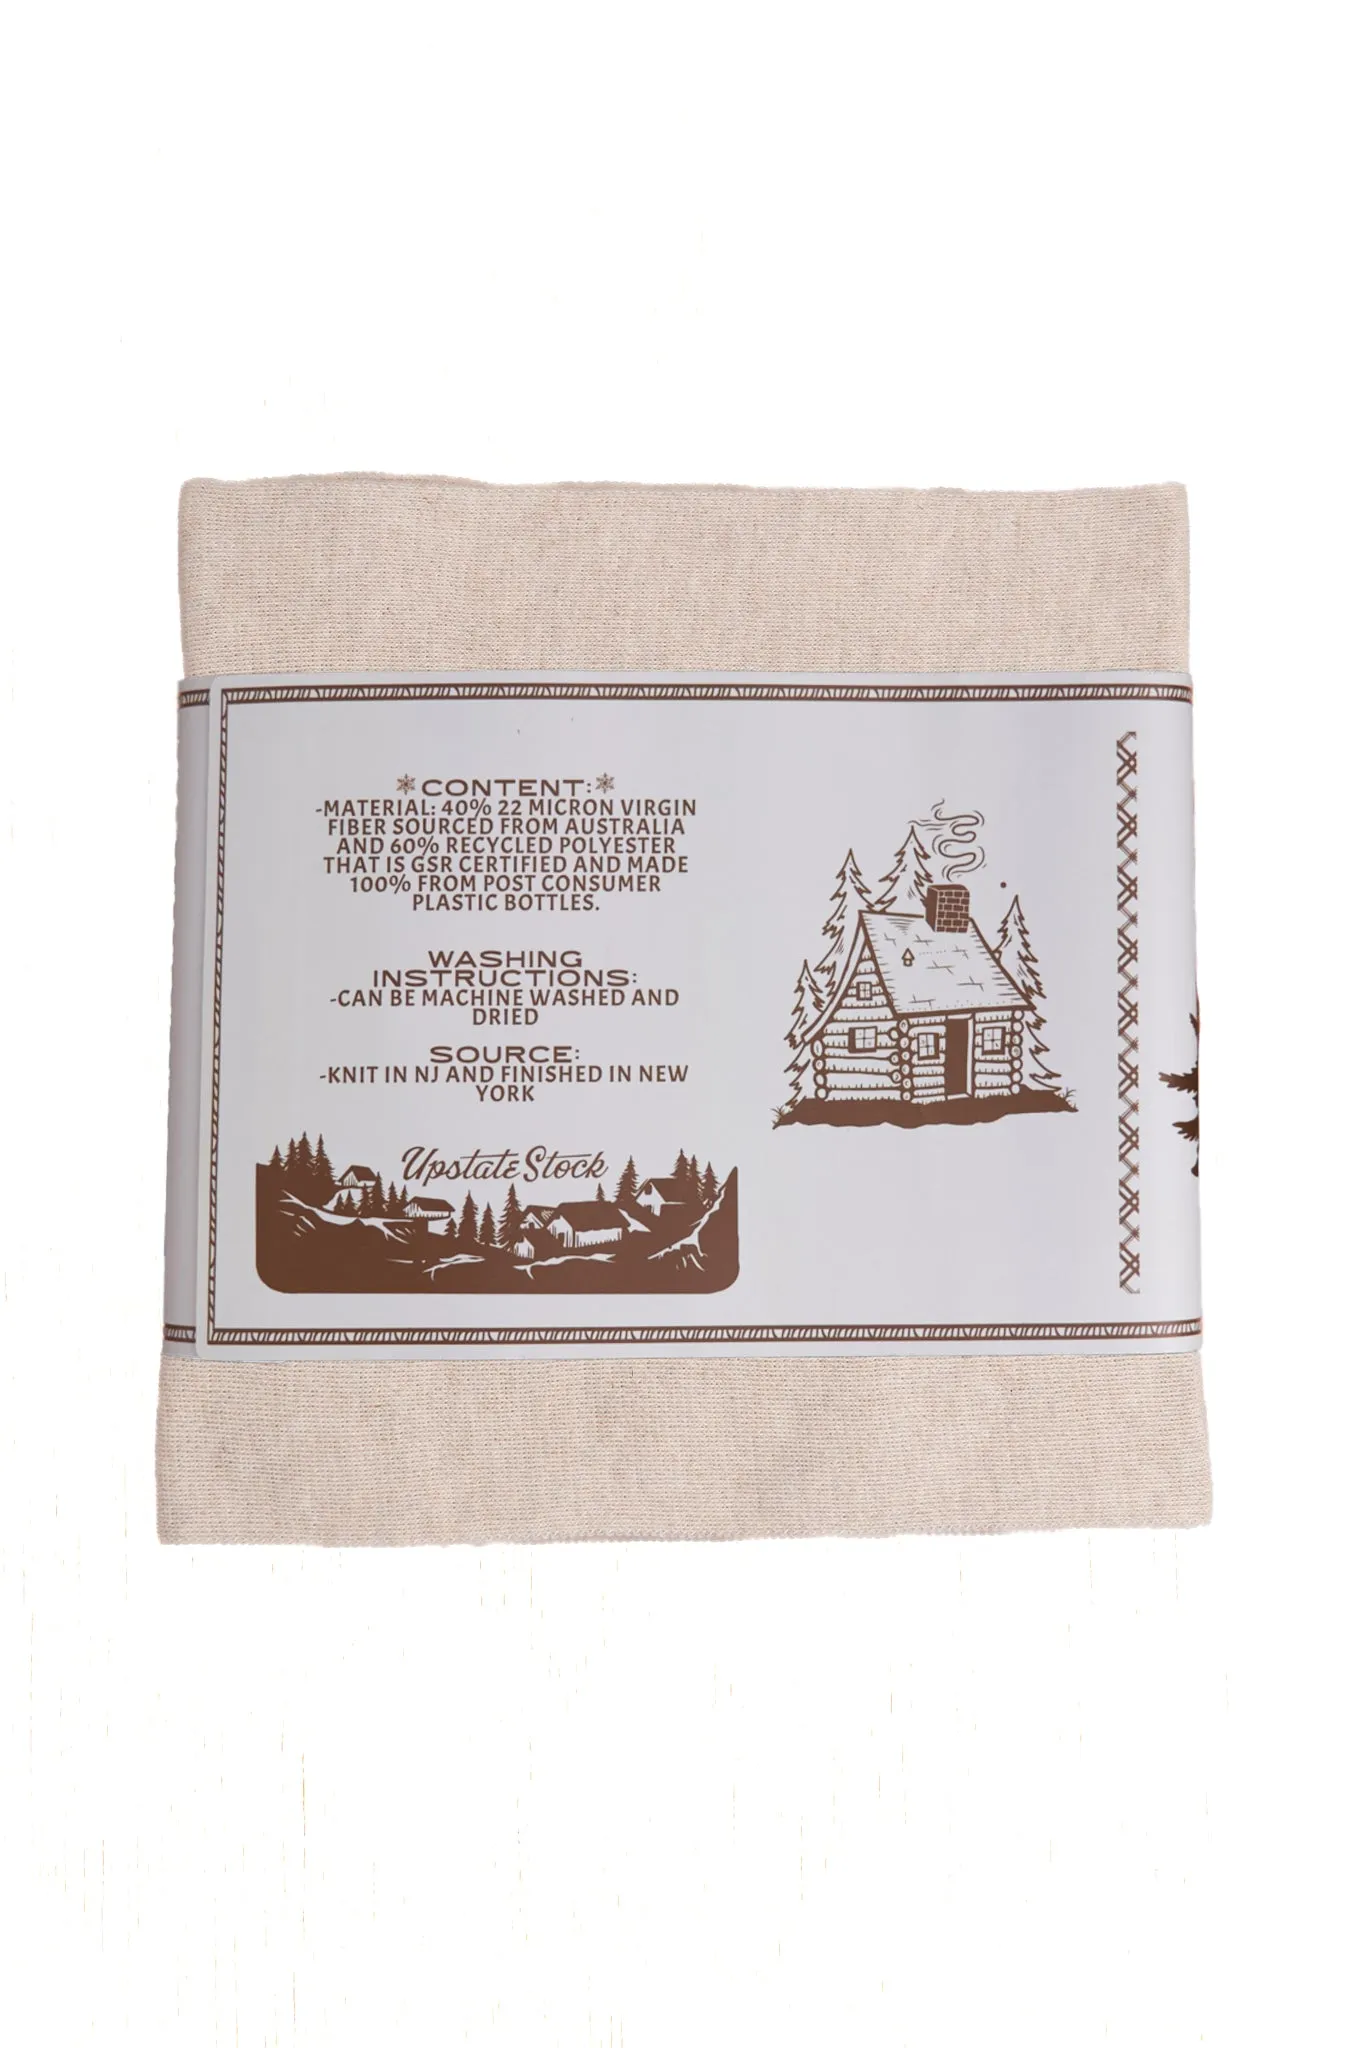 CONTENT:
-MATERIAL: 40% 22 MICRON VIRGIN
FIBER SOURCED FROM AUSTRALIA
AND 60% RECYCLED POLYESTER
THAT IS GSR CERTIFIED AND MADE
100% FROM POST CONSUMER
PLASTIC BOTTLES.
WASHING
INSTRUCTIONS:
-CAN BE MACHINE WASHED AND
DRIED
SOURCE:
-KNIT IN NJ AND FINISHED IN NEW
YORK
Upstate Stock